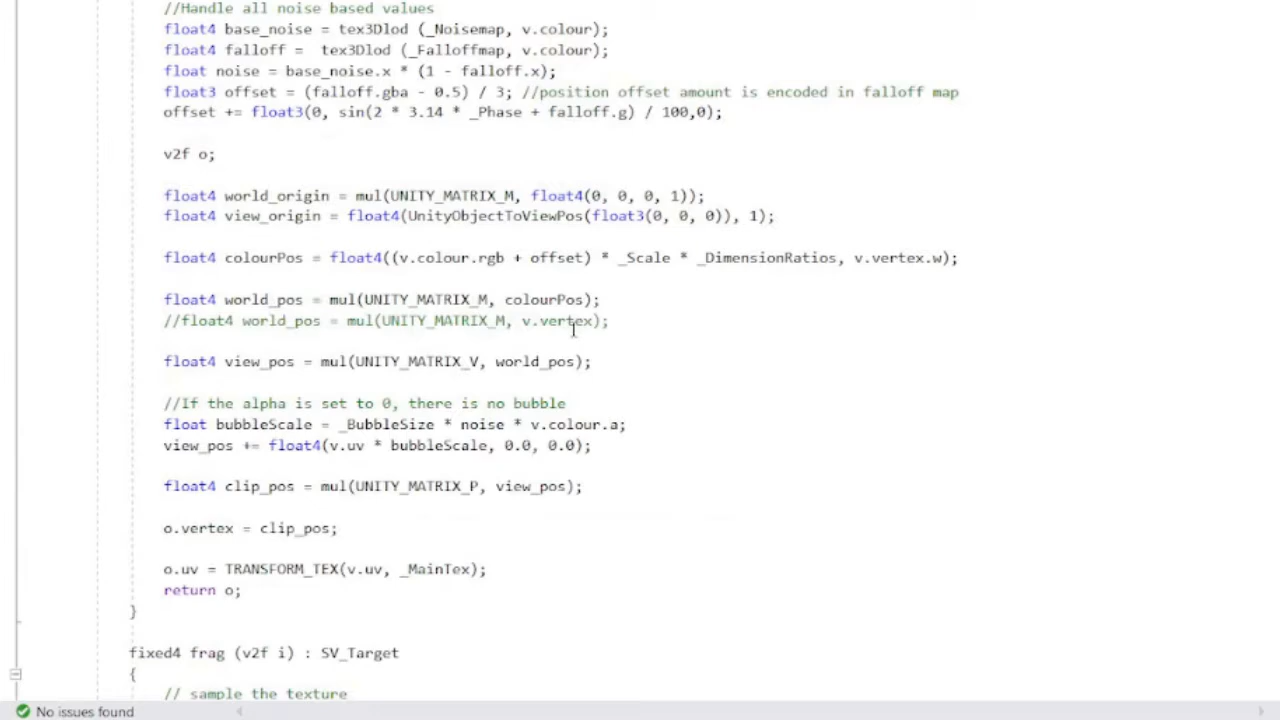 //Handle all noise based values
float4 base_noise = tex3Dlod (_Noisemap, v.colour);
float4 falloff =  tex3Dlod (_Falloffmap, v.colour);
float noise = base_noise.x * (1 - falloff.x);
float3 offset = (falloff.gba - 0.5) / 3; //position offset amount is encoded in falloff map
offset += float3(0, sin(2 * 3.14 * _Phase + falloff.g) / 100,0);
v2f o;
float4 world_origin = mul(UNITY_MATRIX_M, float4(0, 0, 0, 1));
float4 view_origin = float4(UnityObjectToViewPos(float3(0, 0, 0)), 1);
float4 colourPos = float4((v.colour.rgb + offset) * _Scale * _DimensionRatios, v.vertex.w);
float4 world_pos = mul(UNITY_MATRIX_M, colourPos);
//float4 world_pos = mul(UNITY_MATRIX_M, v.vertex);
float4 view_pos = mul(UNITY_MATRIX_V, world_pos);
//If the alpha is set to 0, there is no bubble
float bubbleScale = _BubbleSize * noise * v.colour.a;
view_pos += float4(v.uv * bubbleScale, 0.0, 0.0);
float4 clip_pos = mul(UNITY_MATRIX_P, view_pos);
o.vertex = clip_pos;
o.uv = TRANSFORM_TEX(v.uv, _MainTex);
return o;
}
fixed4 frag (v2f i) : SV_Target
{
// sample the texture
No issues found